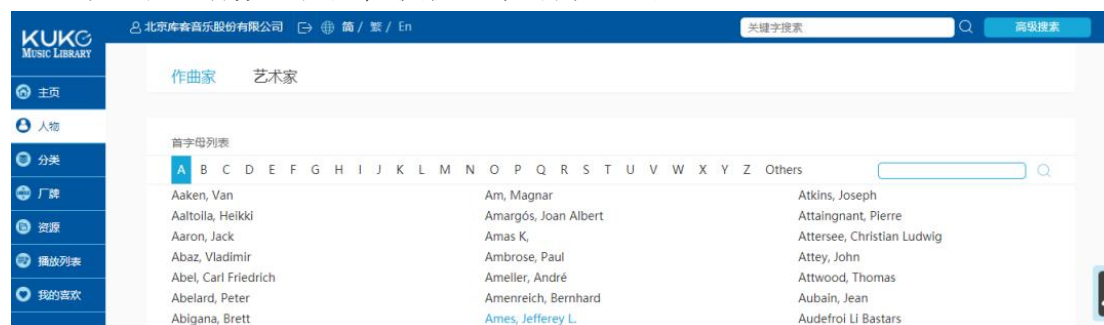 北京库客音乐股份有限公司 简 / 繁 / En
关键字搜索
高级搜索
KUKE
MUSIC LIBRARY
主页
人物
分类
厂牌
资源
播放列表
我的喜欢
作曲家 艺术家
首字母列表
A B C D E F G H I J K L M N O P Q R S T U V W X Y Z Others
Aaken, Van Am, Magnar Atkins, Joseph
Aaltoila, Heikki Amargós, Joan Albert Attaingnant, Pierre
Aaron, Jack Amas K, Attersee, Christian Ludwig
Abaz, Vladimir Ambrose, Paul Attey, John
Abel, Carl Friedrich Ameller, André Attwood, Thomas
Abelard, Peter Amenreich, Bernhard Aubain, Jean
Abigana, Brett Ames, Jefferey L. Audefroi Li Bastars